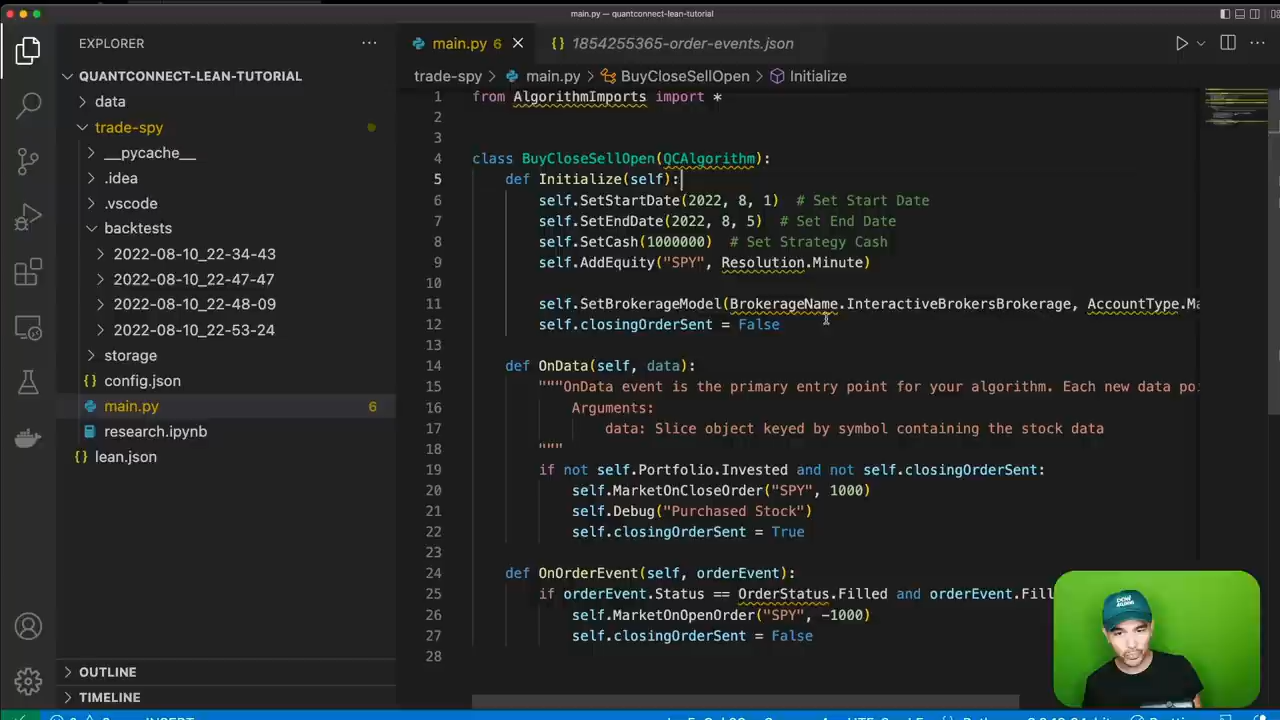 main.py — quantconnect-lean-tutorial
EXPLORER
QUANTCONNECT-LEAN-TUTORIAL
data
trade-spy
__pycache__
.idea
.vscode
backtests
2022-08-10_22-34-43
2022-08-10_22-47-47
2022-08-10_22-48-09
2022-08-10_22-53-24
storage
{} config.json
main.py 6
research.ipynb
{} lean.json
OUTLINE
TIMELINE
main.py 6
{} 1854255365-order-events.json
trade-spy > main.py > BuyCloseSellOpen > Initialize
1 from AlgorithmImports import *
2
3
4 class BuyCloseSellOpen(QCAlgorithm):
5 def Initialize(self):
6 self.SetStartDate(2022, 8, 1) # Set Start Date
7 self.SetEndDate(2022, 8, 5) # Set End Date
8 self.SetCash(1000000) # Set Strategy Cash
9 self.AddEquity("SPY", Resolution.Minute)
10
11 self.SetBrokerageModel(BrokerageName.InteractiveBrokersBrokerage, AccountType.Ma
12 self.closingOrderSent = False
13
14 def OnData(self, data):
15 """OnData event is the primary entry point for your algorithm. Each new data poi
16 Arguments:
17 data: Slice object keyed by symbol containing the stock data
18 """
19 if not self.Portfolio.Invested and not self.closingOrderSent:
20 self.MarketOnCloseOrder("SPY", 1000)
21 self.Debug("Purchased Stock")
22 self.closingOrderSent = True
23
24 def OnOrderEvent(self, orderEvent):
25 if orderEvent.Status == OrderStatus.Filled and orderEvent.Fill
26 self.MarketOnOpenOrder("SPY", -1000)
27 self.closingOrderSent = False
28